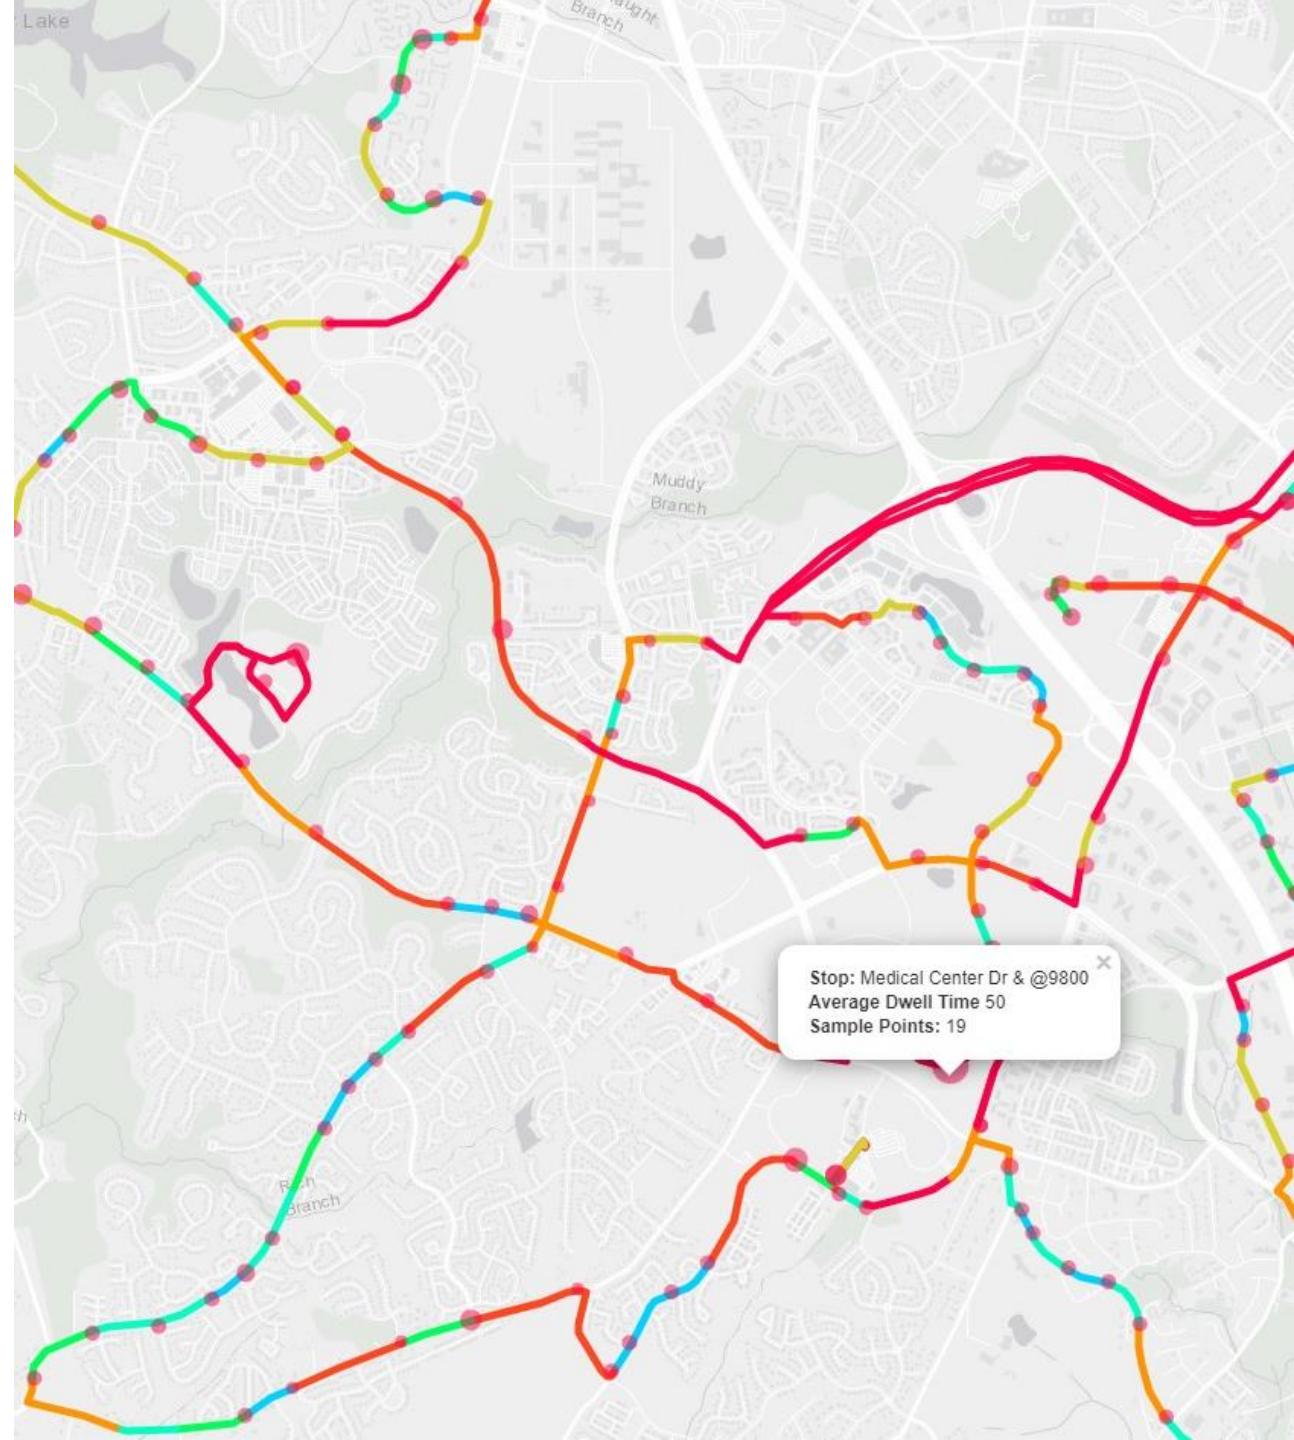 Lake
Branch
Muddy
Branch
Stop: Medical Center Dr & @9800
Average Dwell Time 50
Sample Points: 19
×
Branch